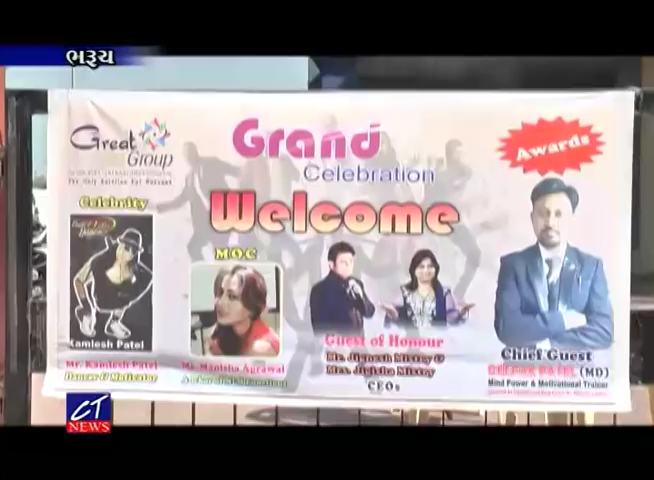 ભરૂચ
Great
Group
Grand
Celebration
Awards
Celebrity
Welcome
MOC
Kamlesh Patel
Mr. Kamlesh Patel
Dancer & Motivator
Ms. Manisha Agrawal
Guest of Honour
Mr. Jignesh Mistry &
Mrs. Jigisha Mistry
CEOs
Chief Guest
DEEPAK PATEL (MD)
Mind Power & Motivational Trainer
CT
NEWS